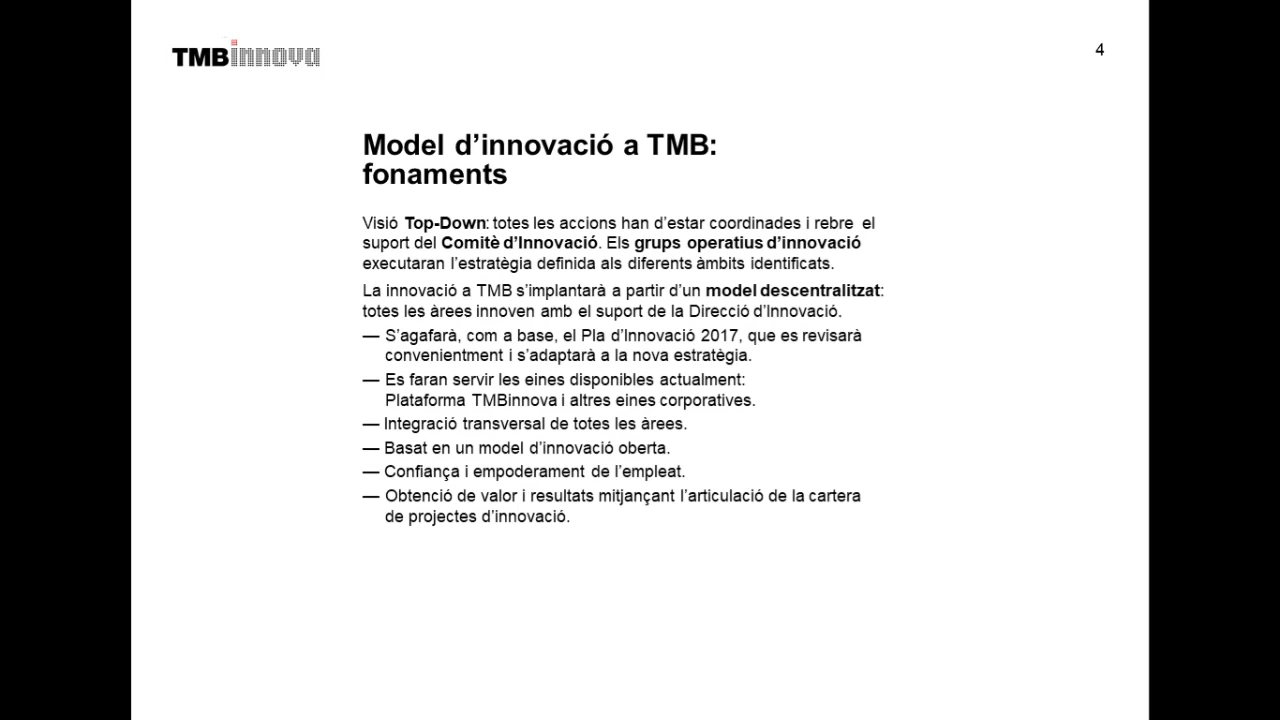 TMBinnova
4
Model d’innovació a TMB:
fonaments
Visió Top-Down: totes les accions han d’estar coordinades i rebre el
suport del Comitè d’Innovació. Els grups operatius d’innovació
executaran l’estratègia definida als diferents àmbits identificats.
La innovació a TMB s’implantarà a partir d’un model descentralitzat:
totes les àrees innoven amb el suport de la Direcció d’Innovació.
— S’agafarà, com a base, el Pla d’Innovació 2017, que es revisarà
convenientment i s’adaptarà a la nova estratègia.
— Es faran servir les eines disponibles actualment:
Plataforma TMBinnova i altres eines corporatives.
— Integració transversal de totes les àrees.
— Basat en un model d’innovació oberta.
— Confiança i empoderament de l’empleat.
— Obtenció de valor i resultats mitjançant l’articulació de la cartera
de projectes d’innovació.